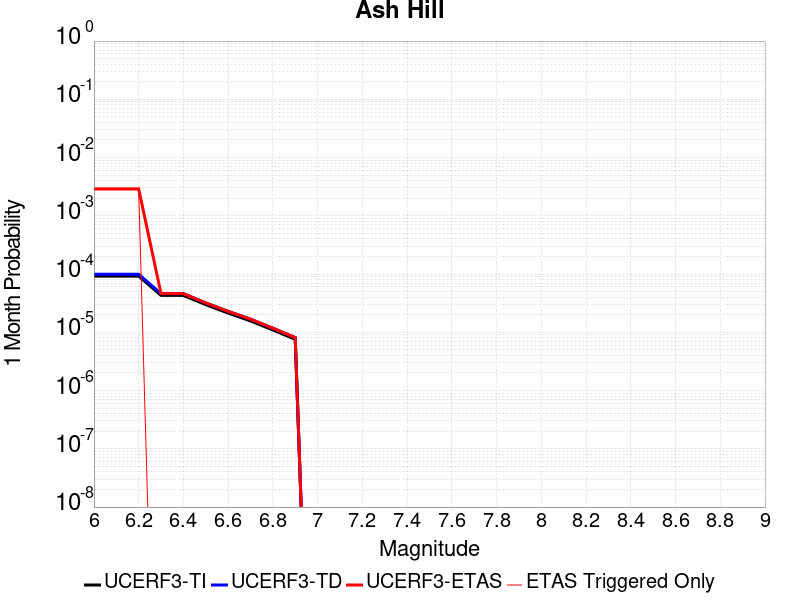 Ash Hill
1 Month Probability
10^0
10^-1
10^-2
10^-3
10^-4
10^-5
10^-6
10^-7
10^-8
6 6.2 6.4 6.6 6.8 7 7.2 7.4 7.6 7.8 8 8.2 8.4 8.6 8.8 9
Magnitude
UCERF3-TI UCERF3-TD UCERF3-ETAS ETAS Triggered Only